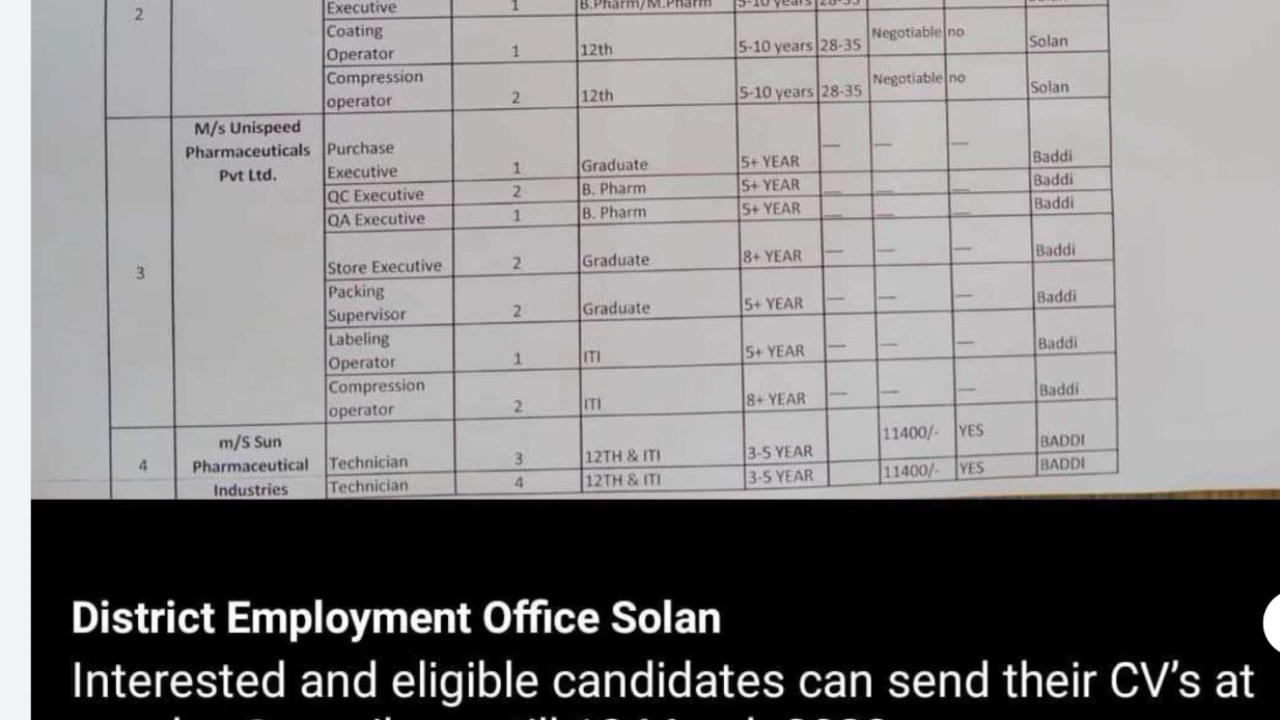 Executive 1 B.Pharm/M.Pharm 5-10 years 28-35
2
Coating Operator 1 12th 5-10 years 28-35 Negotiable no Solan
Compression operator 2 12th 5-10 years 28-35 Negotiable no Solan
3 M/s Unispeed Pharmaceuticals Pvt Ltd.
Purchase Executive 1 Graduate 5+ YEAR — — — Baddi
QC Executive 2 B. Pharm 5+ YEAR — — — Baddi
QA Executive 1 B. Pharm 5+ YEAR — — — Baddi
Store Executive 2 Graduate 8+ YEAR — — — Baddi
Packing Supervisor 2 Graduate 5+ YEAR — — — Baddi
Labeling Operator 1 ITI 5+ YEAR — — — Baddi
Compression operator 2 ITI 8+ YEAR — — — Baddi
4 m/S Sun Pharmaceutical Industries
Technician 3 12TH & ITI 3-5 YEAR 11400/- YES BADDI
Technician 4 12TH & ITI 3-5 YEAR 11400/- YES BADDI
District Employment Office Solan
Interested and eligible candidates can send their CV's at